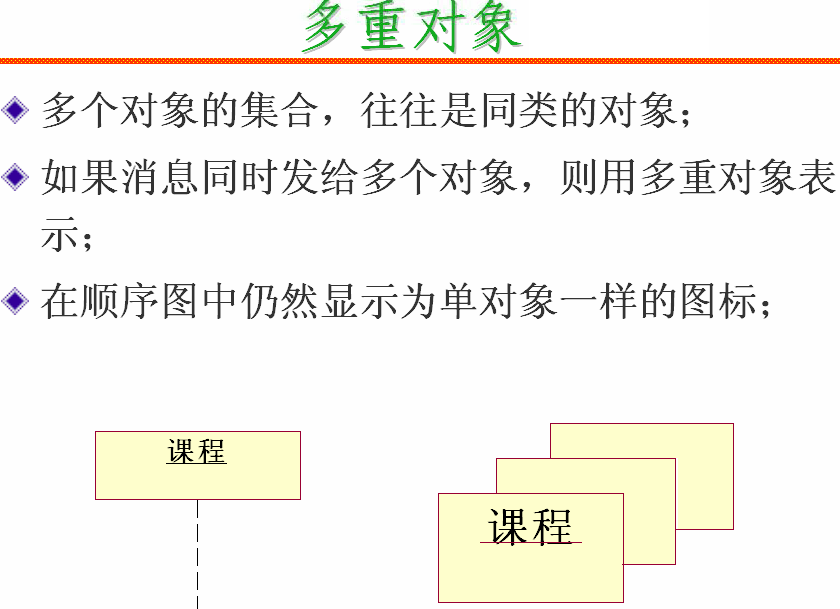 多重对象
多个对象的集合，往往是同类的对象；
如果消息同时发给多个对象，则用多重对象表
示；
在顺序图中仍然显示为单对象一样的图标；
课程
课程